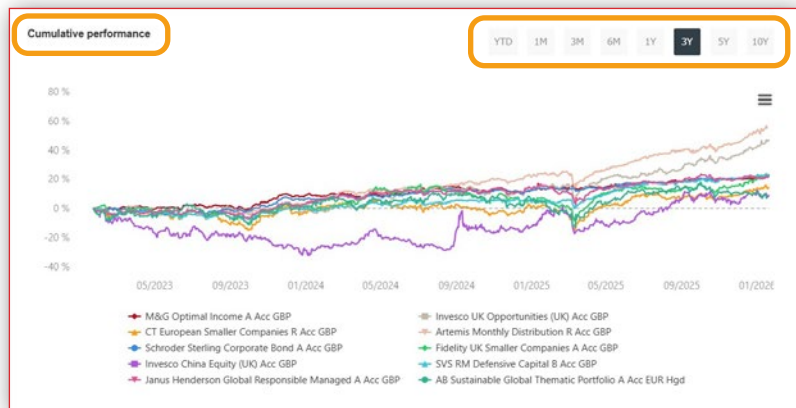 Cumulative performance
YTD 1M 3M 6M 1Y 3Y 5Y 10Y
80 %
60 %
40 %
20 %
0 %
-20 %
-40 %
05/2023 09/2023 01/2024 05/2024 09/2024 01/2025 05/2025 09/2025 01/2026
M&G Optimal Income A Acc GBP
Invesco UK Opportunities (UK) Acc GBP
CT European Smaller Companies R Acc GBP
Artemis Monthly Distribution R Acc GBP
Schroder Sterling Corporate Bond A Acc GBP
Fidelity UK Smaller Companies A Acc GBP
Invesco China Equity (UK) Acc GBP
SVS RM Defensive Capital B Acc GBP
Janus Henderson Global Responsible Managed A Acc GBP
AB Sustainable Global Thematic Portfolio A Acc EUR Hgd